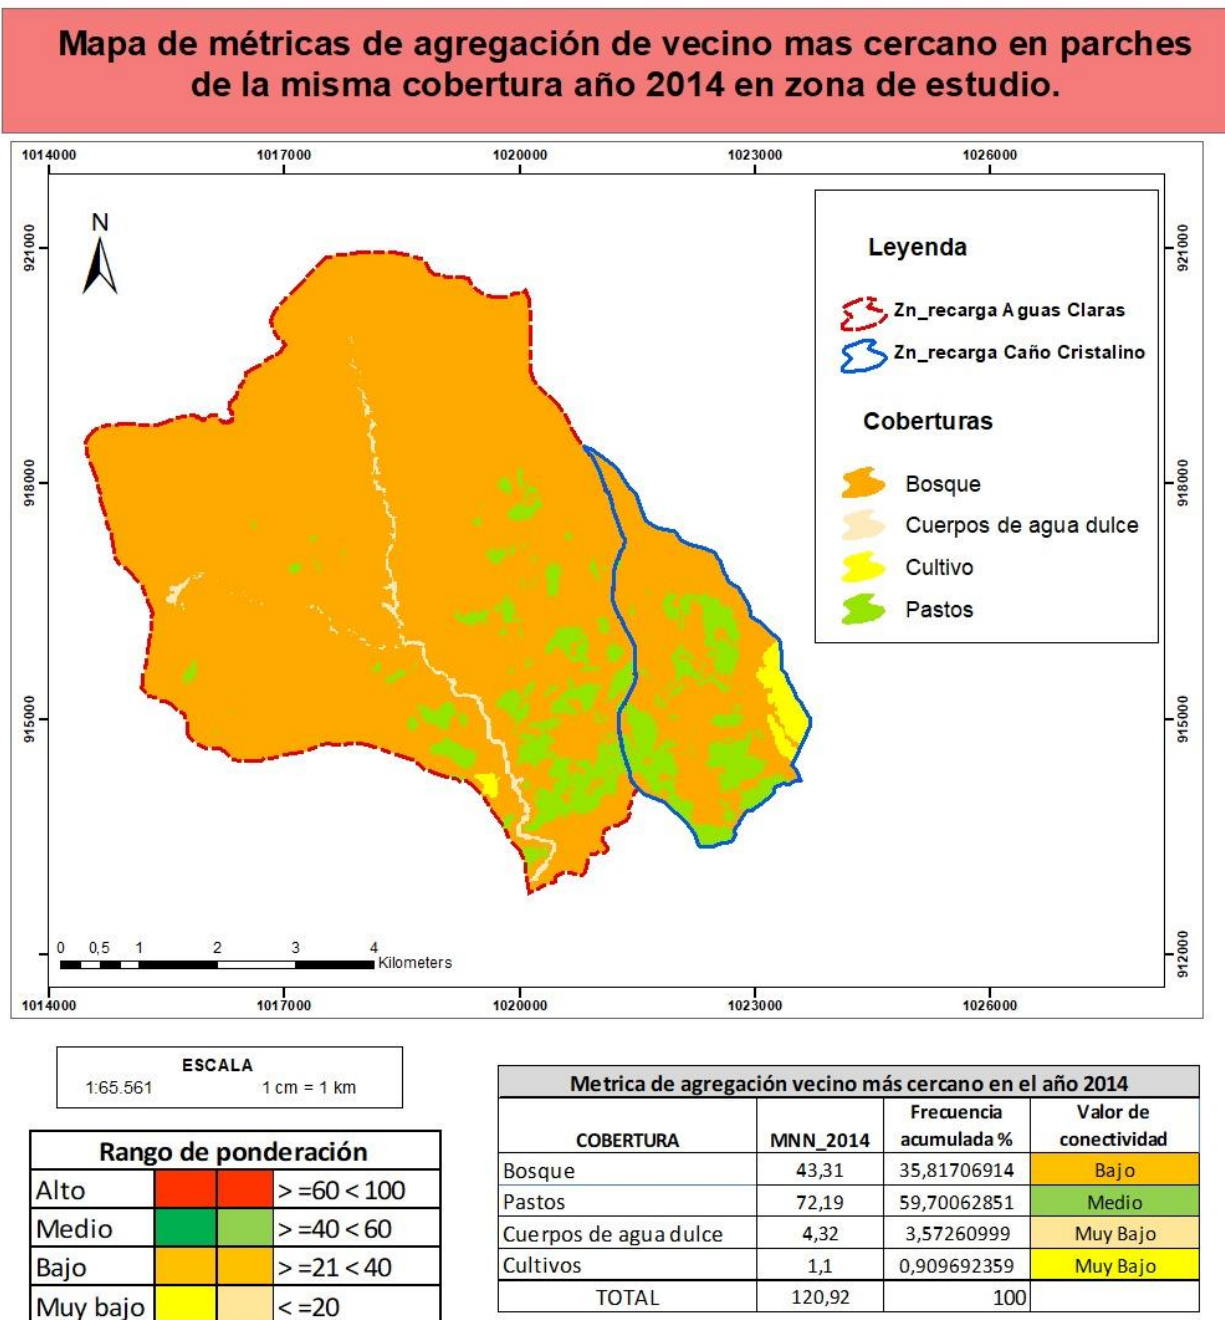 Mapa de métricas de agregación de vecino mas cercano en parches
de la misma cobertura año 2014 en zona de estudio.
1014000 1017000 1020000 1023000 1026000
N
921000 921000
Leyenda
Zn_recarga Aguas Claras
Zn_recarga Caño Cristalino
Coberturas
918000 918000
Bosque
Cuerpos de agua dulce
Cultivo
Pastos
915000 915000
912000
0 0,5 1 2 3 4
Kilometers
1014000 1017000 1020000 1023000 1026000
ESCALA
1:65.561 1 cm = 1 km
Rango de ponderación
Alto > =60 < 100
Medio > =40 < 60
Bajo > =21 < 40
Muy bajo < =20
Metrica de agregación vecino más cercano en el año 2014
COBERTURA MNN_2014 Frecuencia acumulada % Valor de conectividad
Bosque 43,31 35,81706914 Bajo
Pastos 72,19 59,70062851 Medio
Cuerpos de agua dulce 4,32 3,57260999 Muy Bajo
Cultivos 1,1 0,909692359 Muy Bajo
TOTAL 120,92 100